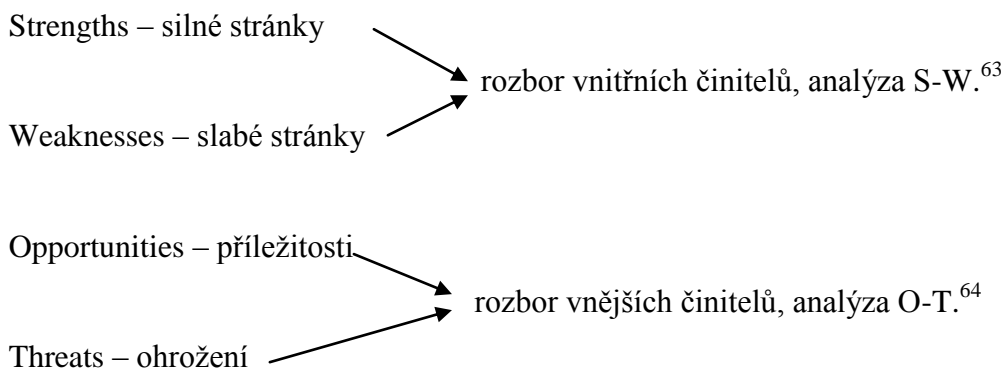 Strengths – silné stránky
rozbor vnitřních činitelů, analýza S-W.63
Weaknesses – slabé stránky
Opportunities – příležitosti
rozbor vnějších činitelů, analýza O-T.64
Threats – ohrožení